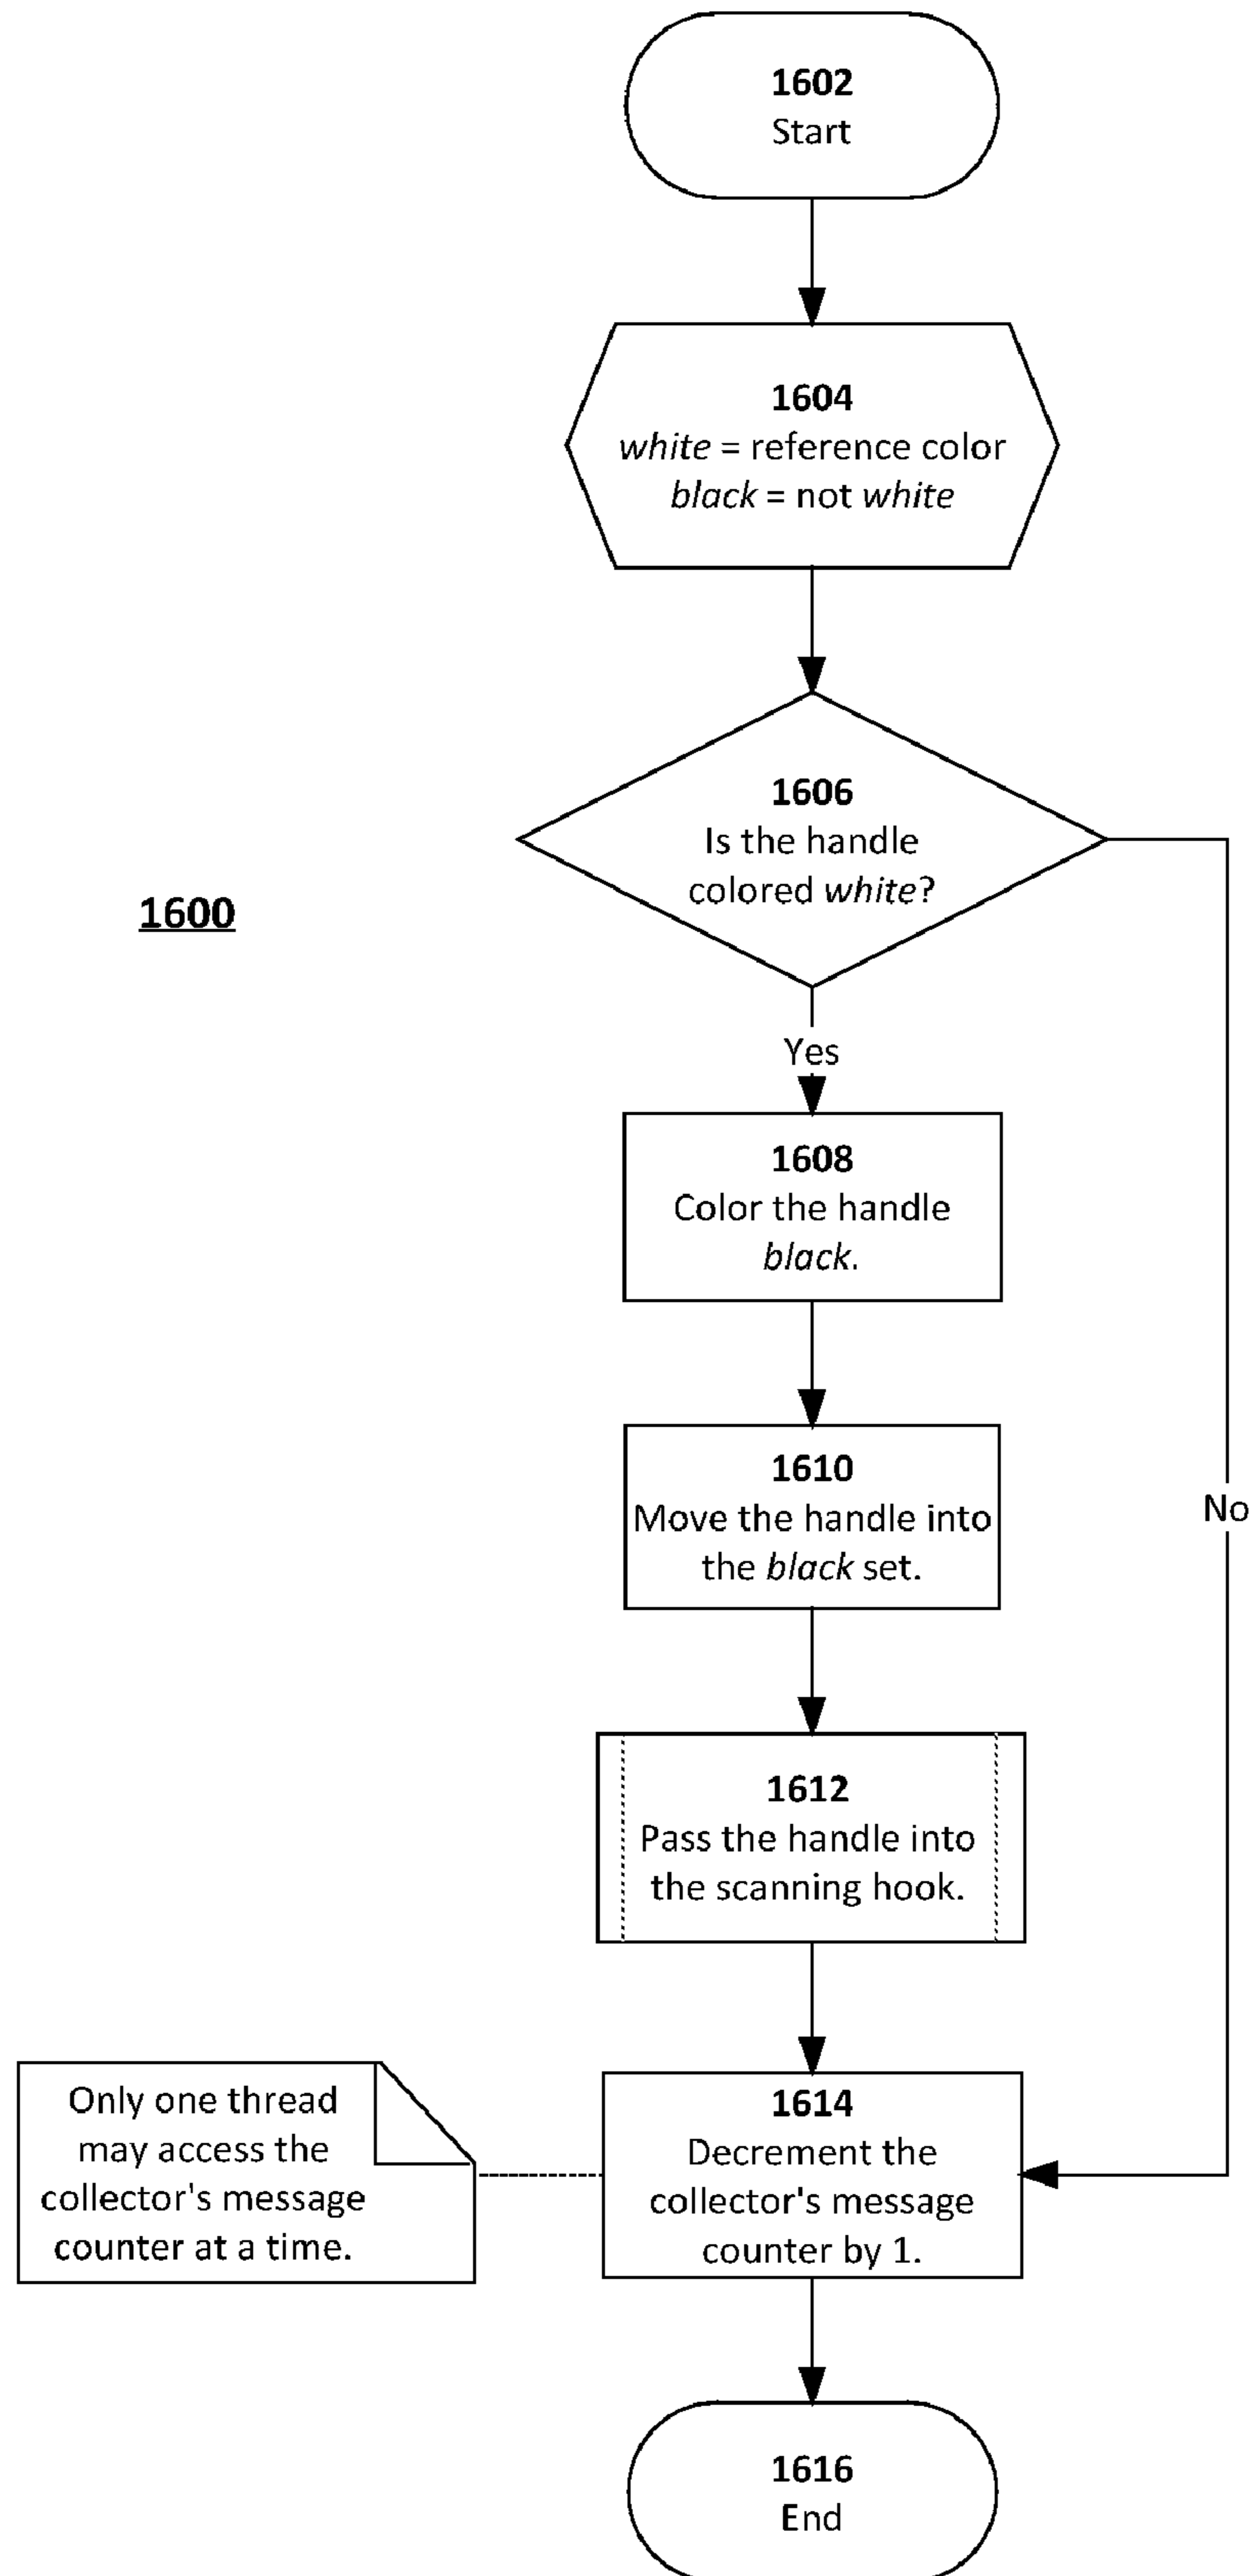 1602
Start
1604
white = reference color
black = not white
1606
Is the handle
colored white?
1600
Yes
1608
Color the handle
black.
1610
Move the handle into
the black set.
No
1612
Pass the handle into
the scanning hook.
Only one thread
may access the
collector's message
counter at a time.
1614
Decrement the
collector's message
counter by 1.
1616
End